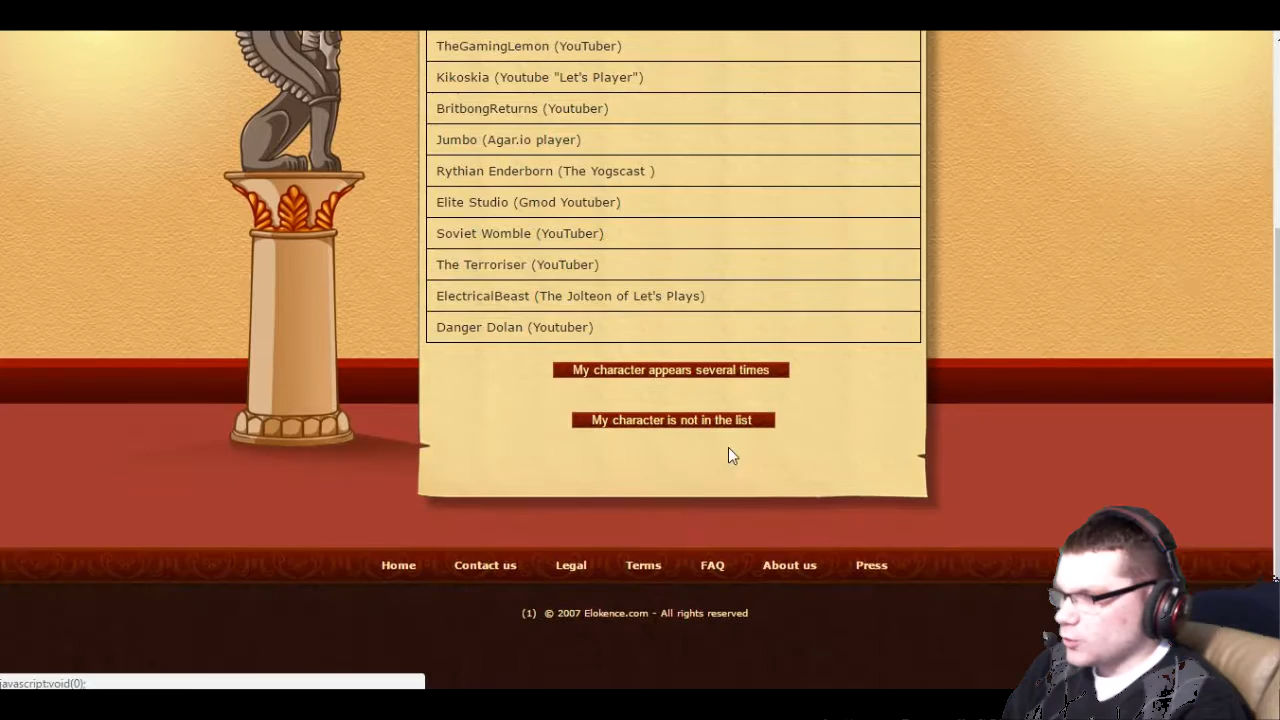 TheGamingLemon (YouTuber)
Kikoskia (Youtube "Let's Player")
BritbongReturns (Youtuber)
Jumbo (Agar.io player)
Rythian Enderborn (The Yogscast )
Elite Studio (Gmod Youtuber)
Soviet Womble (YouTuber)
The Terroriser (YouTuber)
ElectricalBeast (The Jolteon of Let's Plays)
Danger Dolan (Youtuber)
My character appears several times
My character is not in the list
Home Contact us Legal Terms FAQ About us Press
(1) © 2007 Elokence.com - All rights reserved
javascript:void(0);